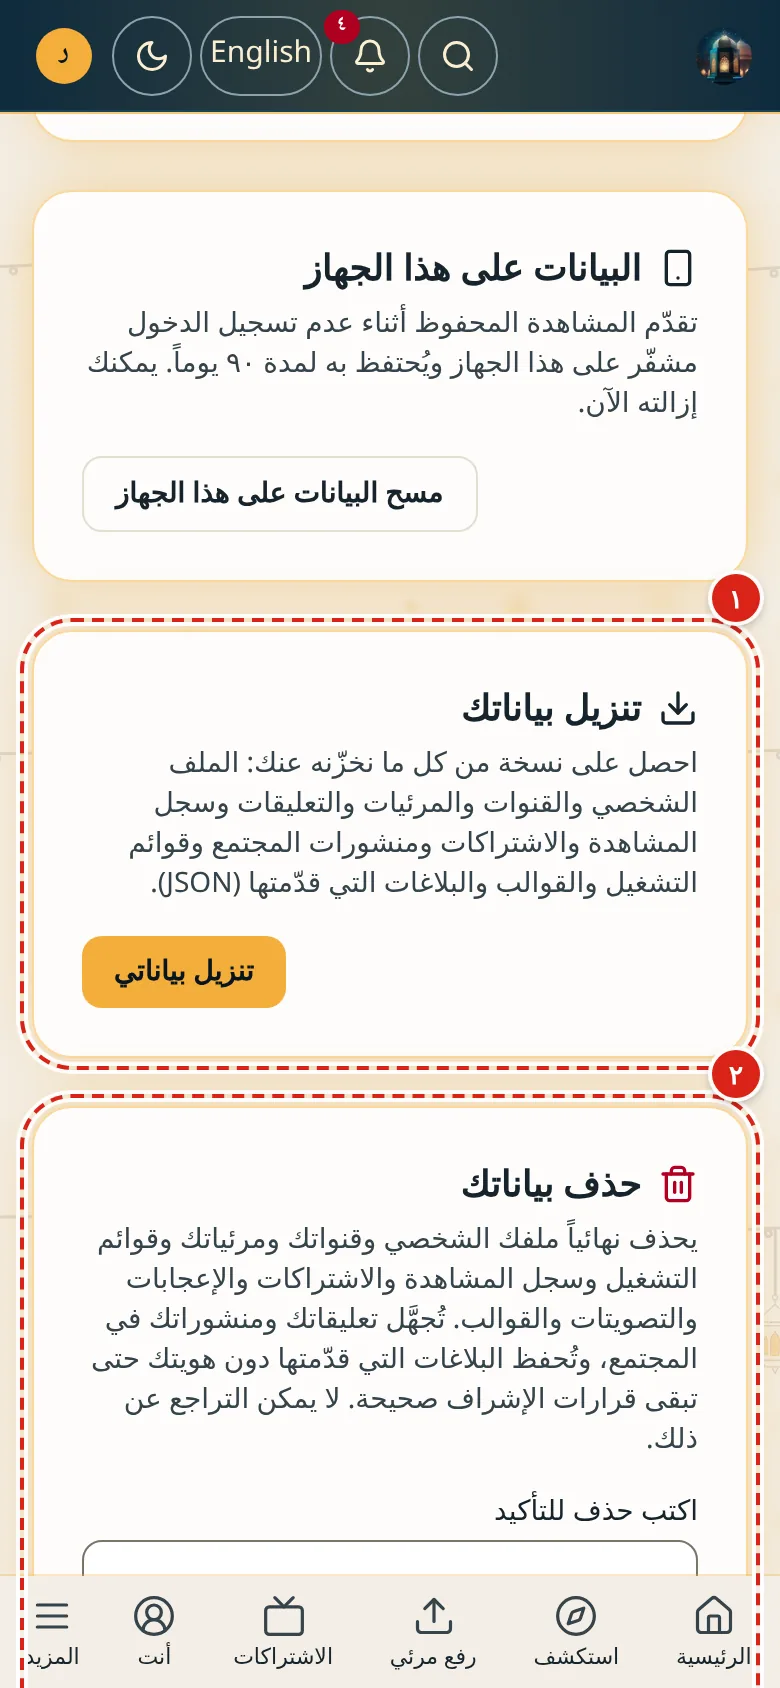 ٤
English
ر
البيانات على هذا الجهاز
تقدّم المشاهدة المحفوظ أثناء عدم تسجيل الدخول
مشفّر على هذا الجهاز ويُحتفظ به لمدة ٩٠ يوماً. يمكنك
إزالته الآن.
مسح البيانات على هذا الجهاز
١
تنزيل بياناتك
احصل على نسخة من كل ما نخزّنه عنك: الملف
الشخصي والقنوات والمرئيات والتعليقات وسجل
المشاهدة والاشتراكات ومنشورات المجتمع وقوائم
التشغيل والقوالب والبلاغات التي قدّمتها (JSON).
تنزيل بياناتي
٢
حذف بياناتك
يحذف نهائياً ملفك الشخصي وقنواتك ومرئياتك وقوائم
التشغيل وسجل المشاهدة والاشتراكات والإعجابات
والتصويتات والقوالب. تُجهَّل تعليقاتك ومنشوراتك في
المجتمع، وتُحفظ البلاغات التي قدّمتها دون هويتك حتى
تبقى قرارات الإشراف صحيحة. لا يمكن التراجع عن
ذلك.
اكتب حذف للتأكيد
الرئيسية
استكشف
رفع مرئي
الاشتراكات
أنت
المزيد